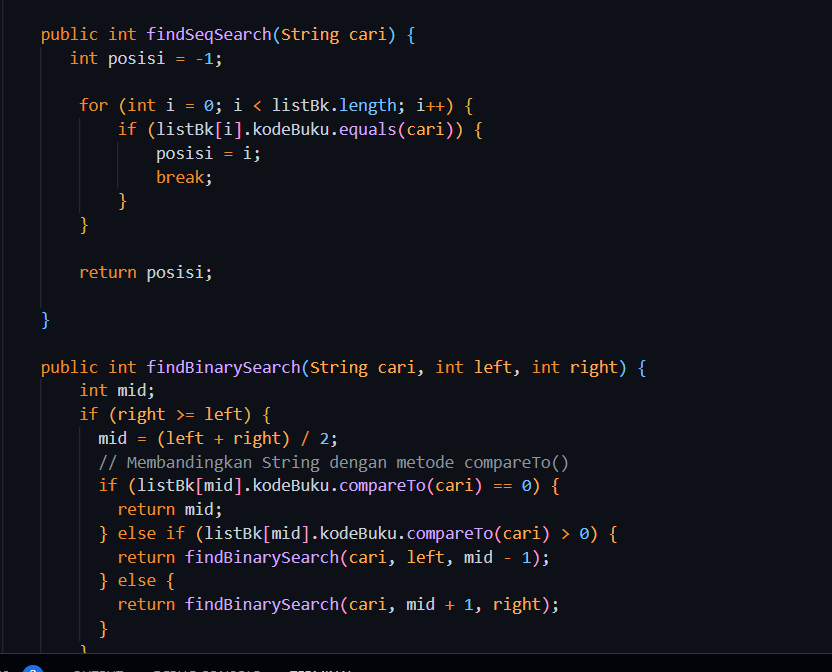 public int findSeqSearch(String cari) {
int posisi = -1;
for (int i = 0; i < listBk.length; i++) {
if (listBk[i].kodeBuku.equals(cari)) {
posisi = i;
break;
}
}
return posisi;
}
public int findBinarySearch(String cari, int left, int right) {
int mid;
if (right >= left) {
mid = (left + right) / 2;
// Membandingkan String dengan metode compareTo()
if (listBk[mid].kodeBuku.compareTo(cari) == 0) {
return mid;
} else if (listBk[mid].kodeBuku.compareTo(cari) > 0) {
return findBinarySearch(cari, left, mid - 1);
} else {
return findBinarySearch(cari, mid + 1, right);
}
}